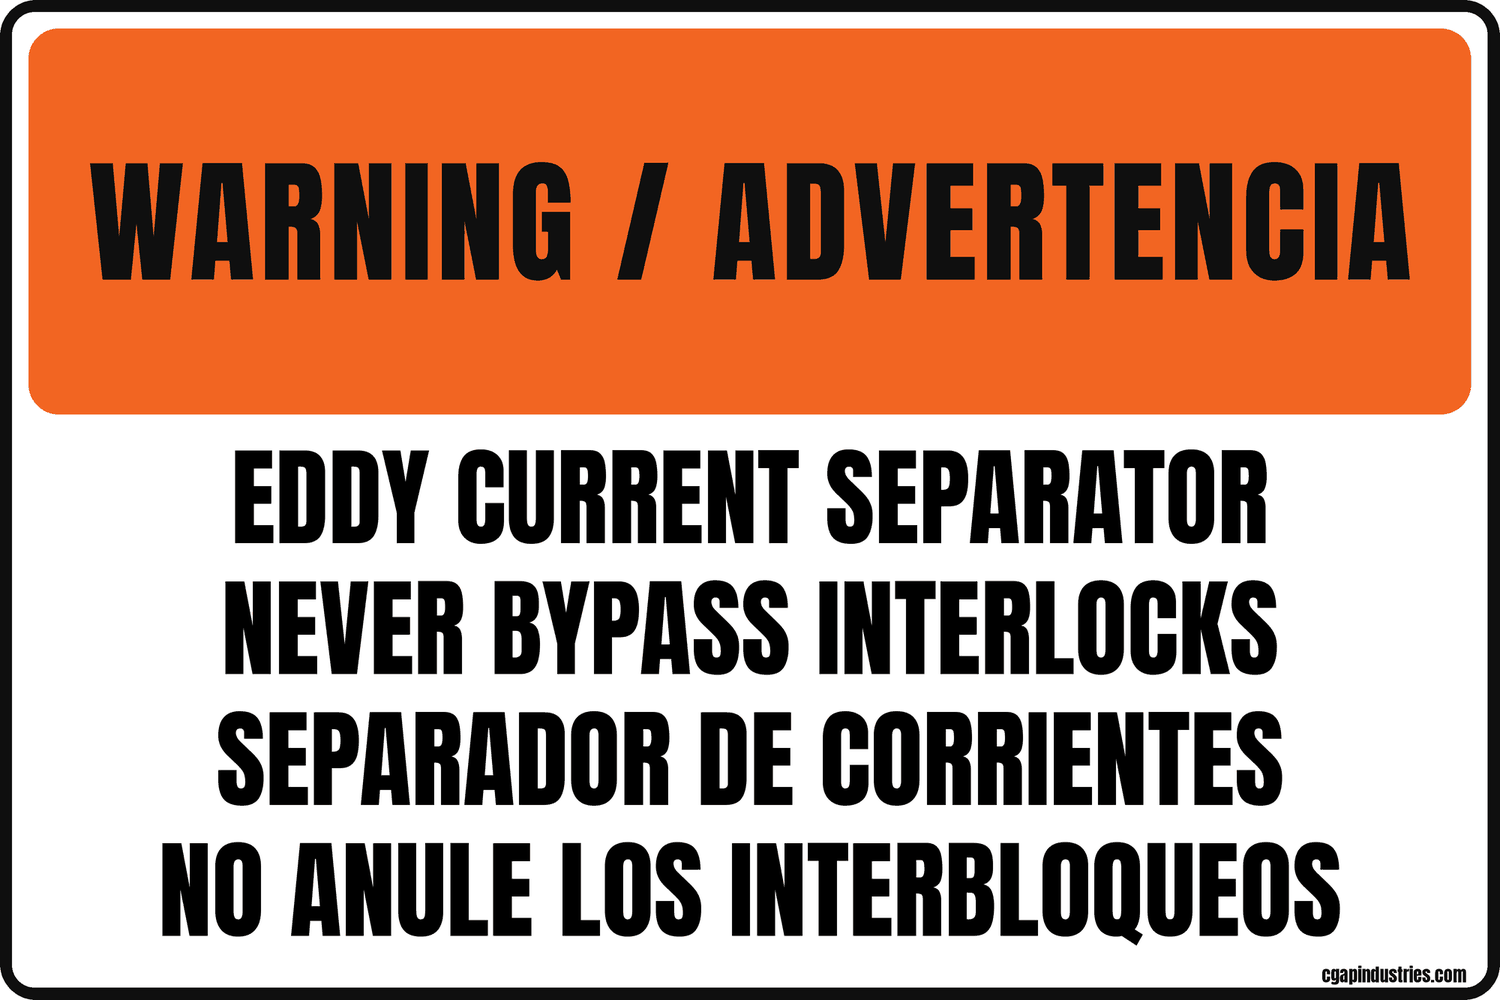 WARNING / ADVERTENCIA
EDDY CURRENT SEPARATOR
NEVER BYPASS INTERLOCKS
SEPARADOR DE CORRIENTES
NO ANULE LOS INTERBLOQUEOS
cgapindustries.com